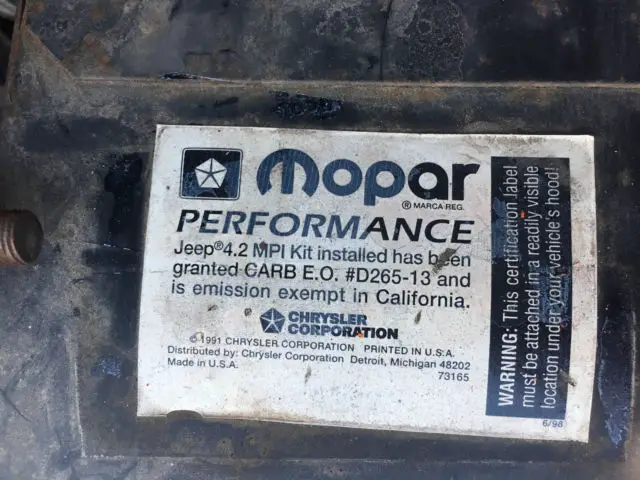 mopar
® MARCA REG.
PERFORMANCE
Jeep® 4.2 MPI Kit installed has been
granted CARB E.O. #D265-13 and
is emission exempt in California.
CHRYSLER
CORPORATION
© 1991 CHRYSLER CORPORATION PRINTED IN U.S.A.
Distributed by: Chrysler Corporation Detroit, Michigan 48202
Made in U.S.A. 73165
WARNING: This certification label
must be attached in a readily visible
location under your vehicle's hood!
6/98